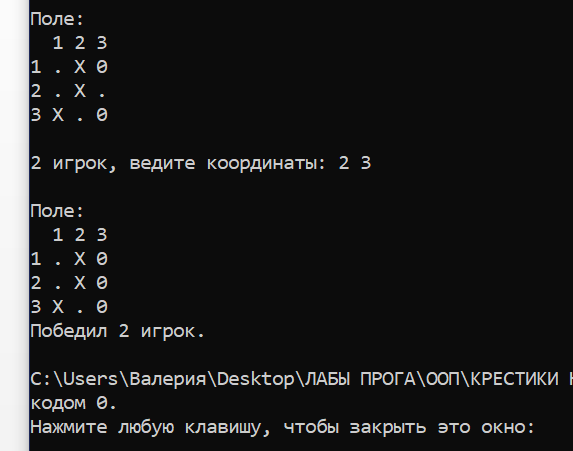 Поле:
  1 2 3
1 . X 0
2 . X .
3 X . 0
2 игрок, ведите координаты: 2 3
Поле:
  1 2 3
1 . X 0
2 . X 0
3 X . 0
Победил 2 игрок.
C:\Users\Валерия\Desktop\ЛАБЫ ПРОГА\ООП\КРЕСТИКИ
кодом 0.
Нажмите любую клавишу, чтобы закрыть это окно: